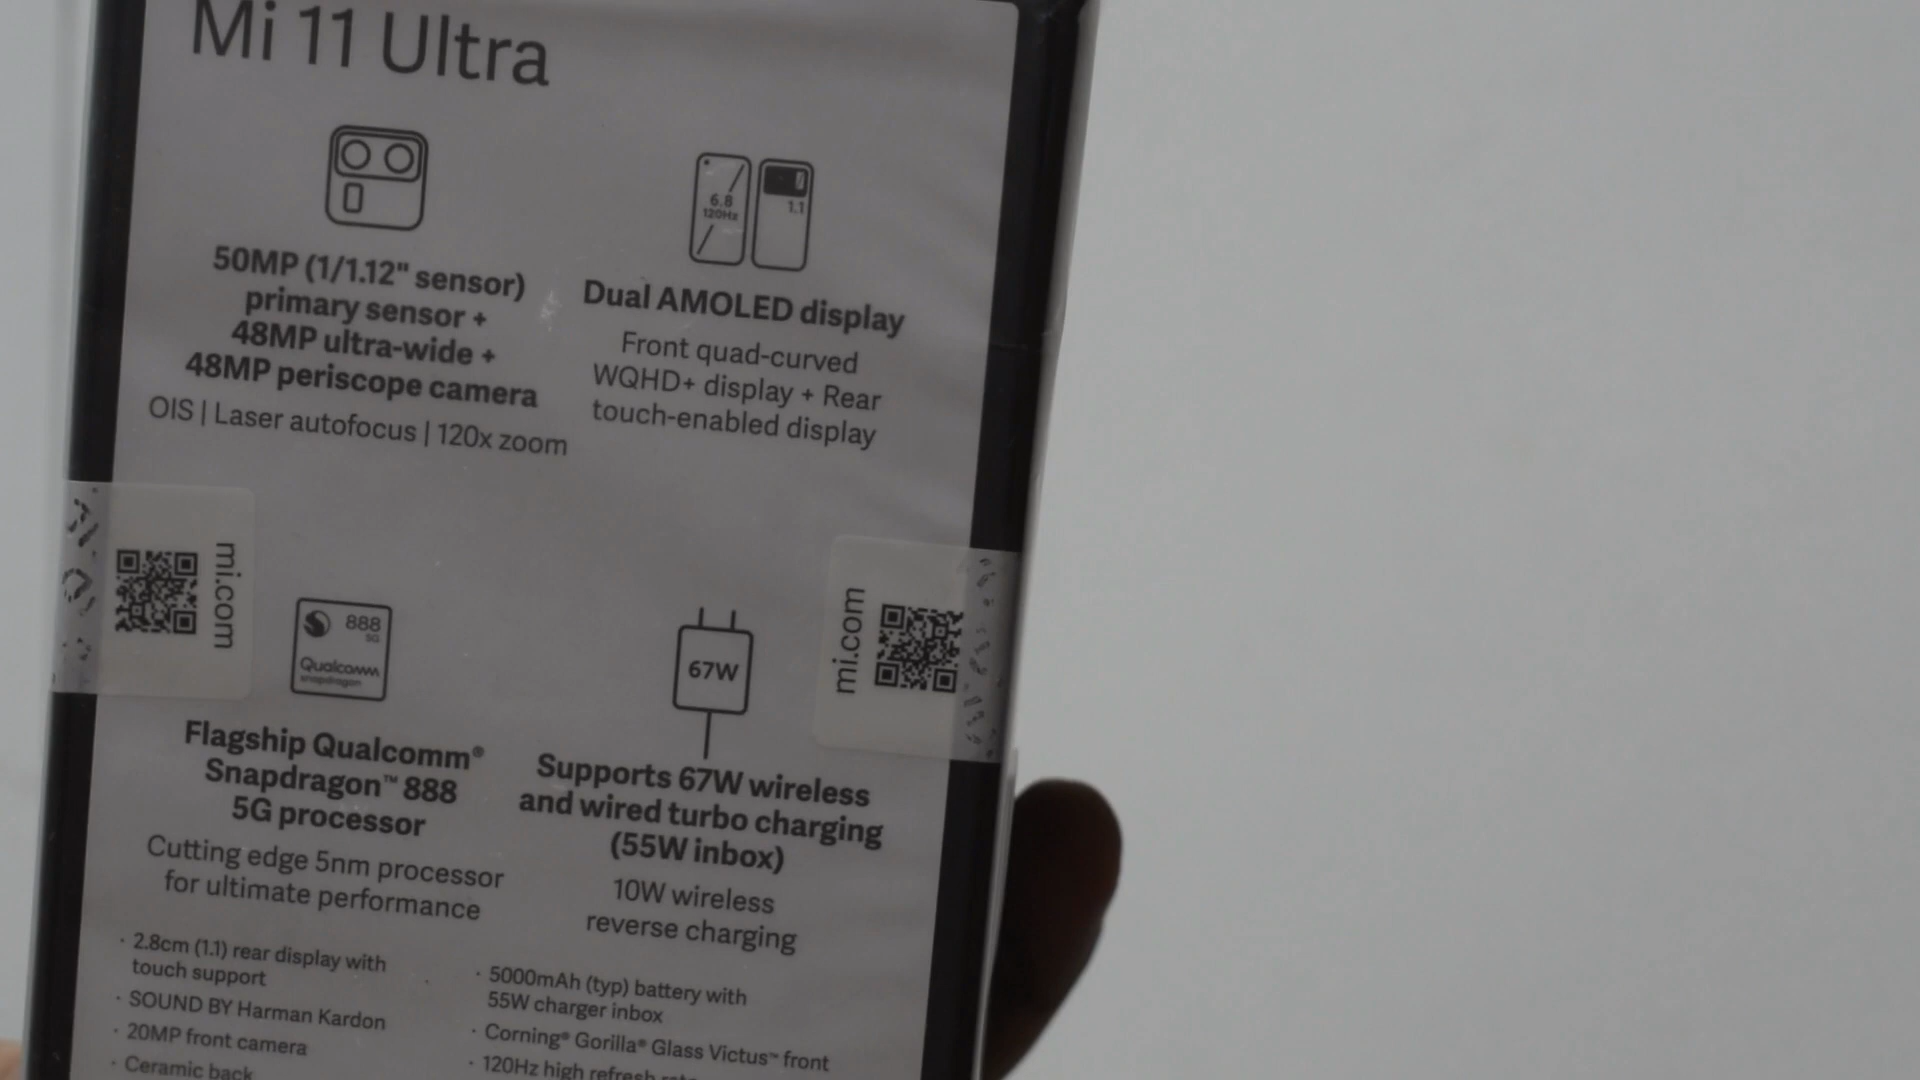 Mi 11 Ultra
6.8
120Hz
1.1
50MP (1/1.12" sensor)
primary sensor +
48MP ultra-wide +
48MP periscope camera
OIS | Laser autofocus | 120x zoom
Dual AMOLED display
Front quad-curved
WQHD+ display + Rear
touch-enabled display
mi.com
mi.com
888
5G
Qualcomm
snapdragon
67W
Flagship Qualcomm®
Snapdragon™ 888
5G processor
Cutting edge 5nm processor
for ultimate performance
Supports 67W wireless
and wired turbo charging
(55W inbox)
10W wireless
reverse charging
· 2.8cm (1.1) rear display with
touch support
· SOUND BY Harman Kardon
· 20MP front camera
· Ceramic back
· 5000mAh (typ) battery with
55W charger inbox
· Corning® Gorilla® Glass Victus™ front
· 120Hz high refresh